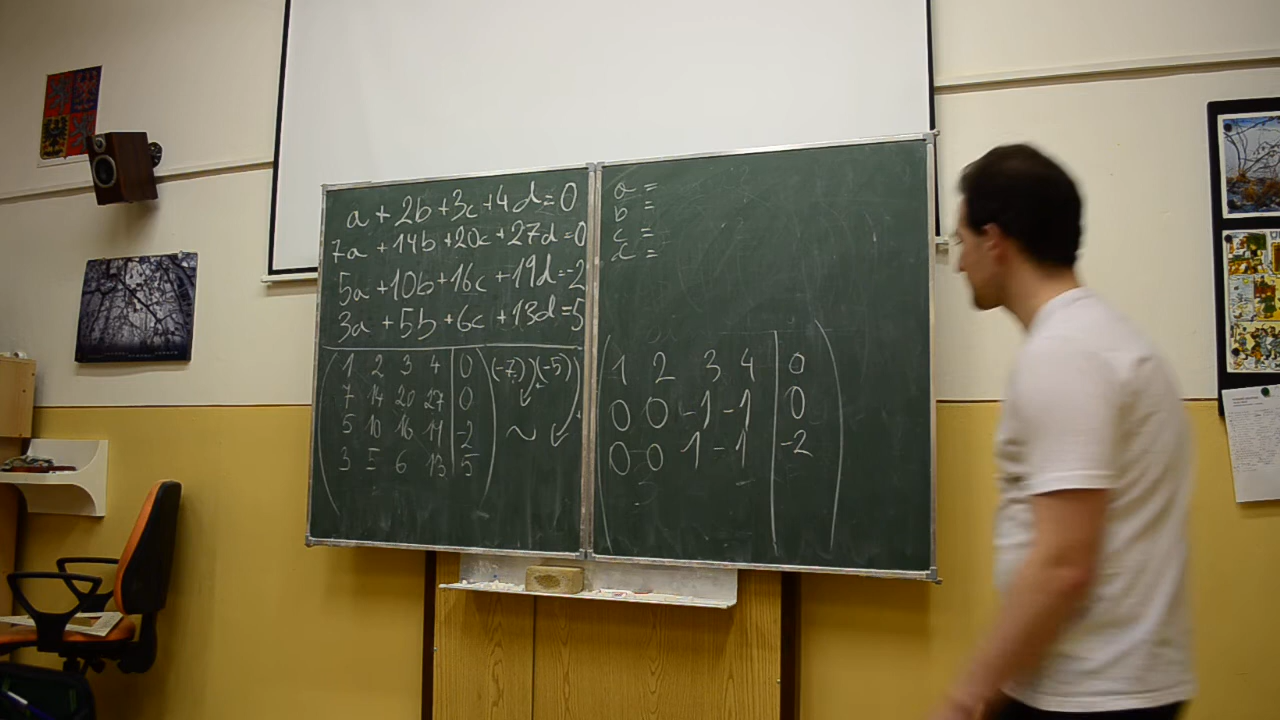 a + 2b + 3c + 4d = 0
7a + 14b + 20c + 27d = 0
5a + 10b + 16c + 19d = -2
3a + 5b + 6c + 13d = 5
1 2 3 4 | 0 (-7) (-5)
7 14 20 27 | 0
5 10 16 19 | -2 ~
3 5 6 13 | 5
a =
b =
c =
d =
1 2 3 4 | 0
0 0 -1 -1 | 0
0 0 1 -1 | -2